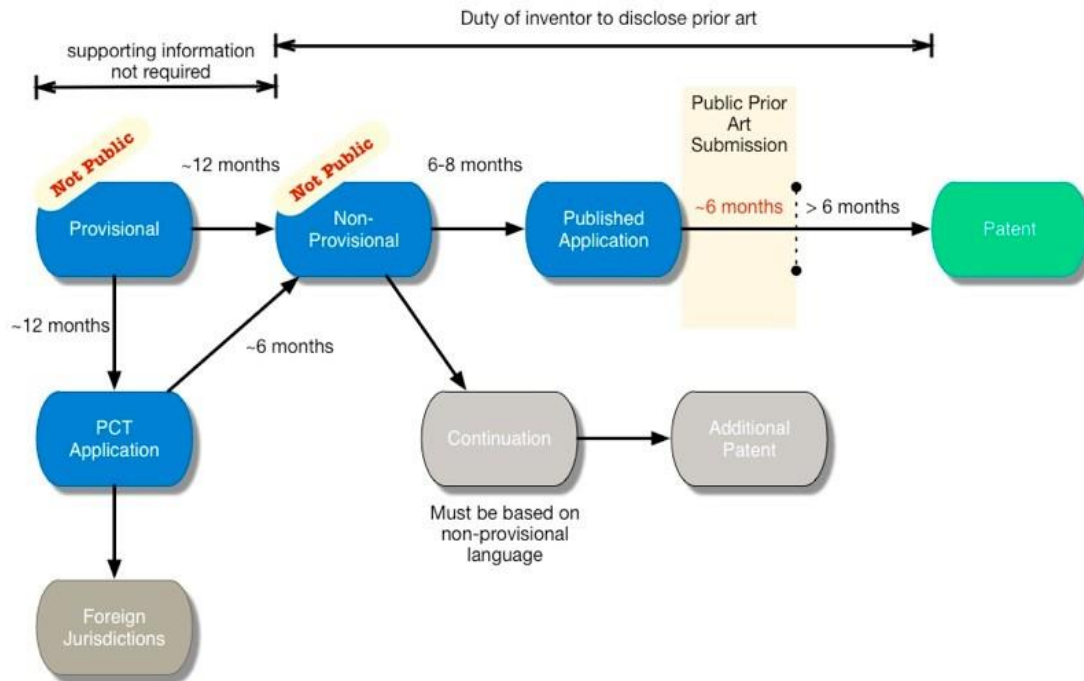 Duty of inventor to disclose prior art
supporting information
not required
Public Prior
Art
Submission
Not Public
~12 months
Not Public
6-8 months
~6 months
> 6 months
Provisional
Non-
Provisional
Published
Application
Patent
~12 months
~6 months
PCT
Application
Continuation
Additional
Patent
Must be based on
non-provisional
language
Foreign
Jurisdictions